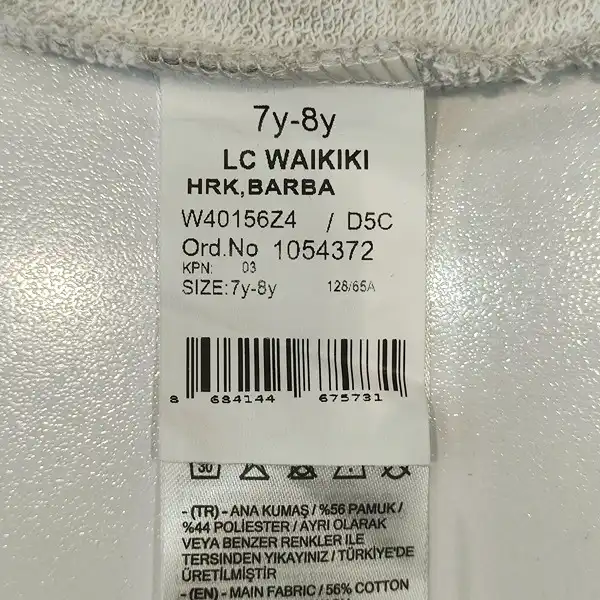 7y-8y
LC WAIKIKI
HRK,BARBA
W40156Z4 / D5C
Ord.No 1054372
KPN: 03
SIZE:7y-8y 128/65A
8 684144 675731
30
-(TR)- ANA KUMAŞ / %56 PAMUK /
%44 POLİESTER / AYRI OLARAK
VEYA BENZER RENKLER İLE
TERSİNDEN YIKAYINIZ / TÜRKİYE'DE
ÜRETİLMİŞTİR
-(EN)- MAIN FABRIC / 56% COTTON